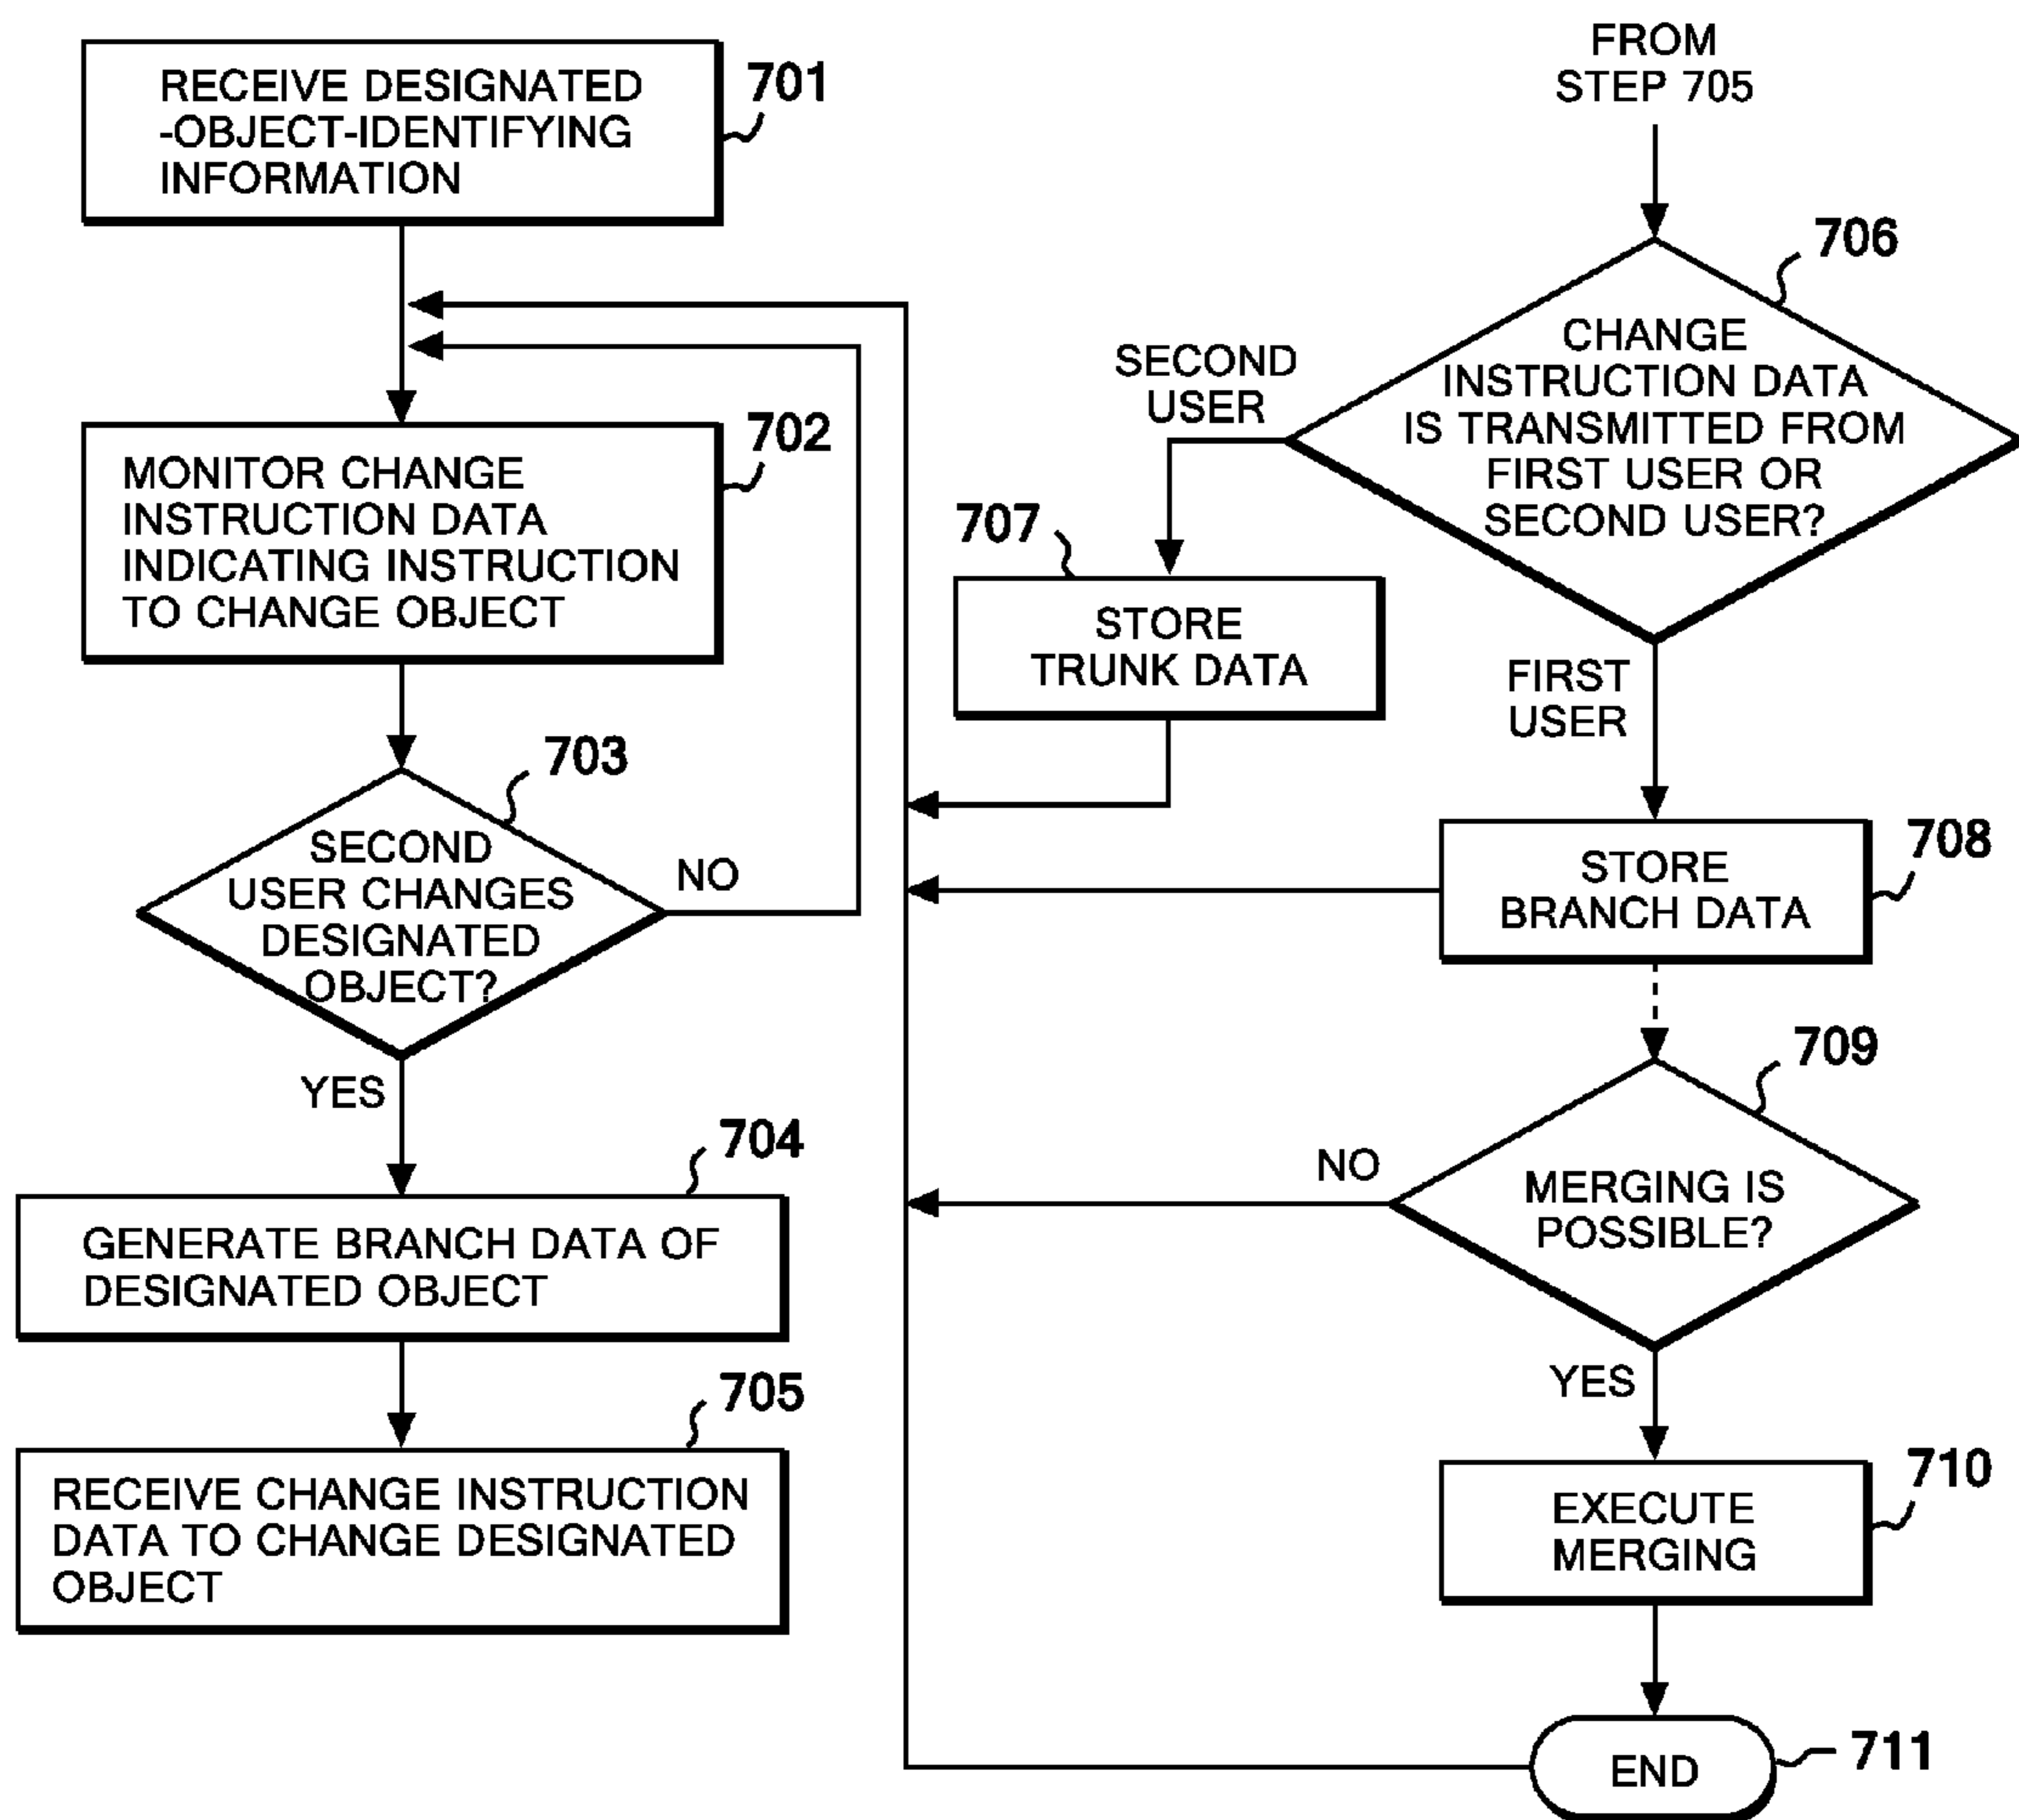 RECEIVE DESIGNATED
-OBJECT-IDENTIFYING
INFORMATION
701
MONITOR CHANGE
INSTRUCTION DATA
INDICATING INSTRUCTION
TO CHANGE OBJECT
702
703
SECOND
USER CHANGES
DESIGNATED
OBJECT?
NO
YES
704
GENERATE BRANCH DATA OF
DESIGNATED OBJECT
705
RECEIVE CHANGE INSTRUCTION
DATA TO CHANGE DESIGNATED
OBJECT
FROM
STEP 705
706
CHANGE
INSTRUCTION DATA
IS TRANSMITTED FROM
FIRST USER OR
SECOND USER?
SECOND
USER
707
STORE
TRUNK DATA
FIRST
USER
708
STORE
BRANCH DATA
709
MERGING IS
POSSIBLE?
NO
YES
710
EXECUTE
MERGING
END
711